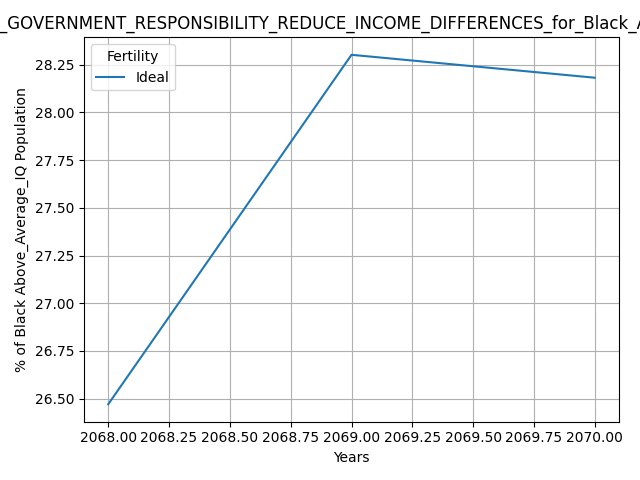 _GOVERNMENT_RESPONSIBILITY_REDUCE_INCOME_DIFFERENCES_for_Black_A
Fertility
Ideal
28.25
28.00
27.75
27.50
27.25
27.00
26.75
26.50
% of Black Above_Average_IQ Population
2068.00 2068.25 2068.50 2068.75 2069.00 2069.25 2069.50 2069.75 2070.00
Years